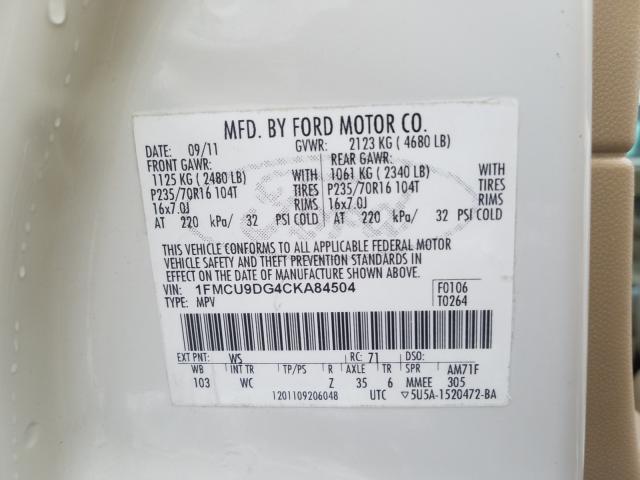 MFD. BY FORD MOTOR CO.
DATE: 09/11 GVWR: 2123 KG ( 4680 LB)
FRONT GAWR: REAR GAWR:
1125 KG ( 2480 LB) WITH 1061 KG ( 2340 LB) WITH
P235/70R16 104T TIRES P235/70R16 104T TIRES
16x7.0J RIMS 16x7.0J RIMS
AT 220 kPa/ 32 PSI COLD AT 220 kPa/ 32 PSI COLD
Ford
THIS VEHICLE CONFORMS TO ALL APPLICABLE FEDERAL MOTOR
VEHICLE SAFETY AND THEFT PREVENTION STANDARDS IN
EFFECT ON THE DATE OF MANUFACTURE SHOWN ABOVE.
VIN: 1FMCU9DG4CKA84504 F0106
TYPE: MPV T0264
EXT PNT: WS RC: 71 DSO:
WB INT TR TP/PS R AXLE TR SPR AM71F
103 WC Z 35 6 MMEE 305
1201109206048 UTC ▽5U5A-1520472-BA